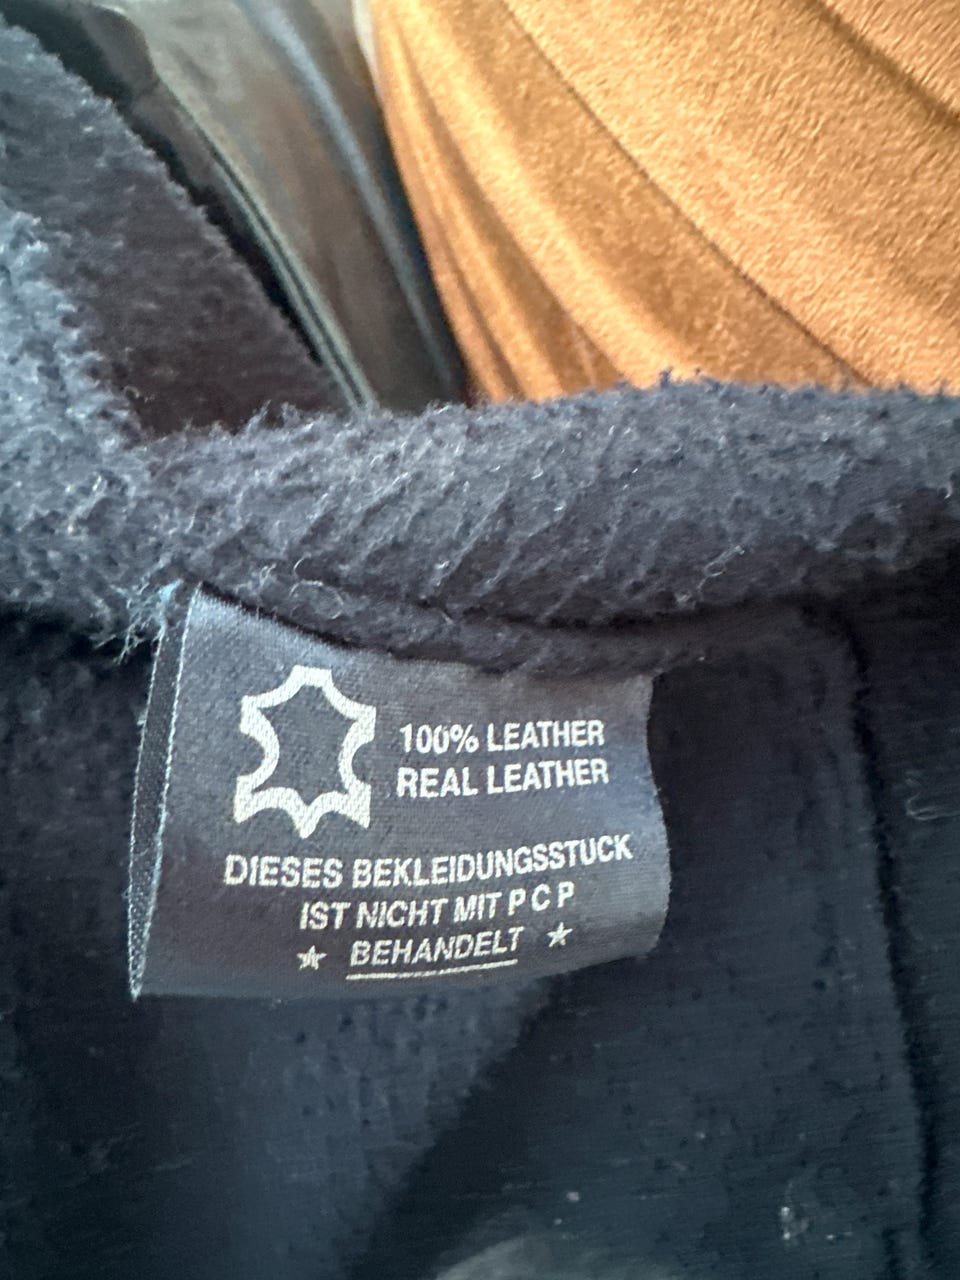 100% LEATHER
REAL LEATHER
DIESES BEKLEIDUNGSSTUCK
IST NICHT MIT P C P
BEHANDELT